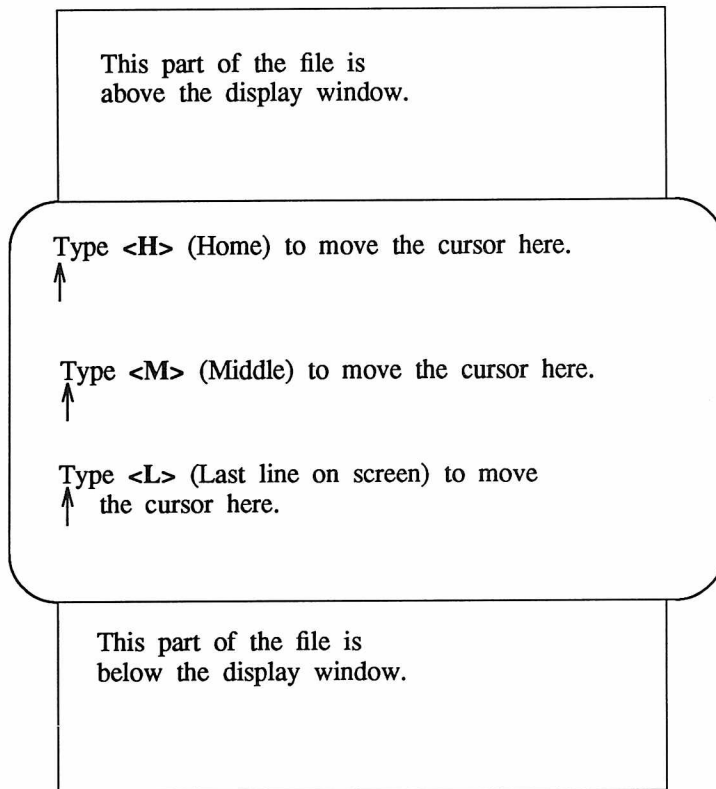 This part of the file is
above the display window.
Type <H> (Home) to move the cursor here.
Type <M> (Middle) to move the cursor here.
Type <L> (Last line on screen) to move
the cursor here.
This part of the file is
below the display window.